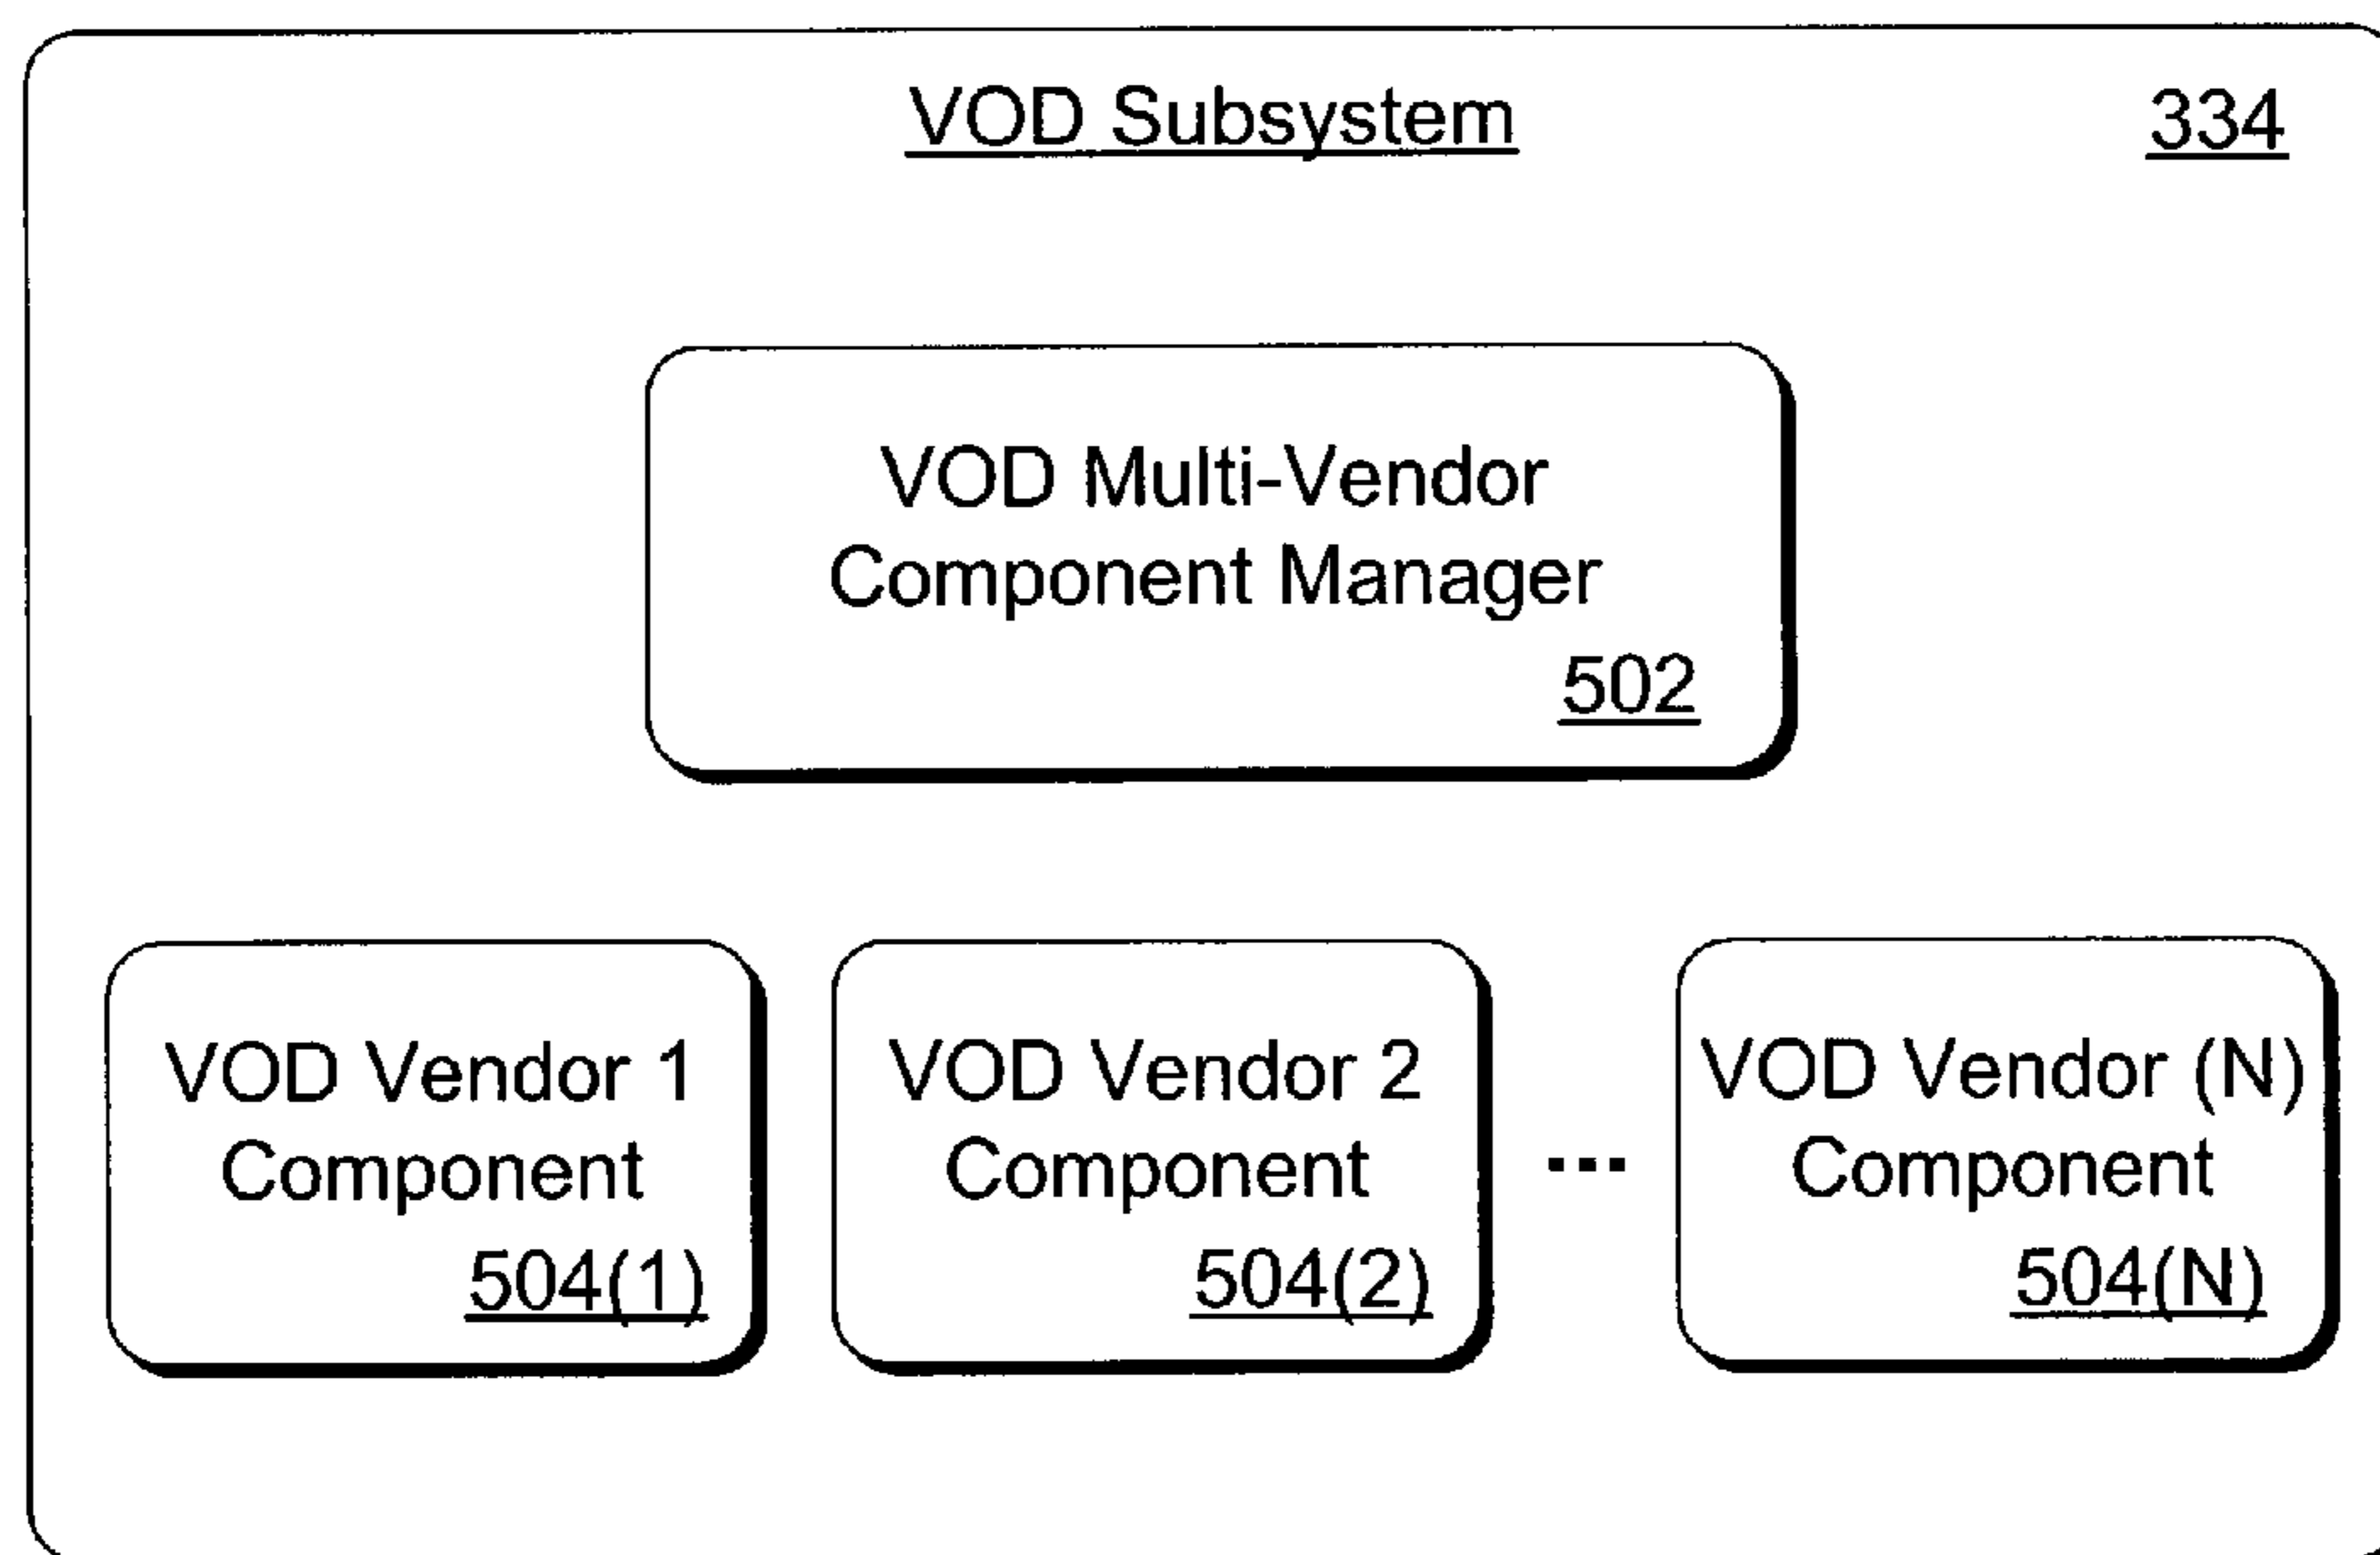 VOD Subsystem 334
VOD Multi-Vendor
Component Manager
502
VOD Vendor 1
Component
504(1)
VOD Vendor 2
Component
504(2)
...
VOD Vendor (N)
Component
504(N)